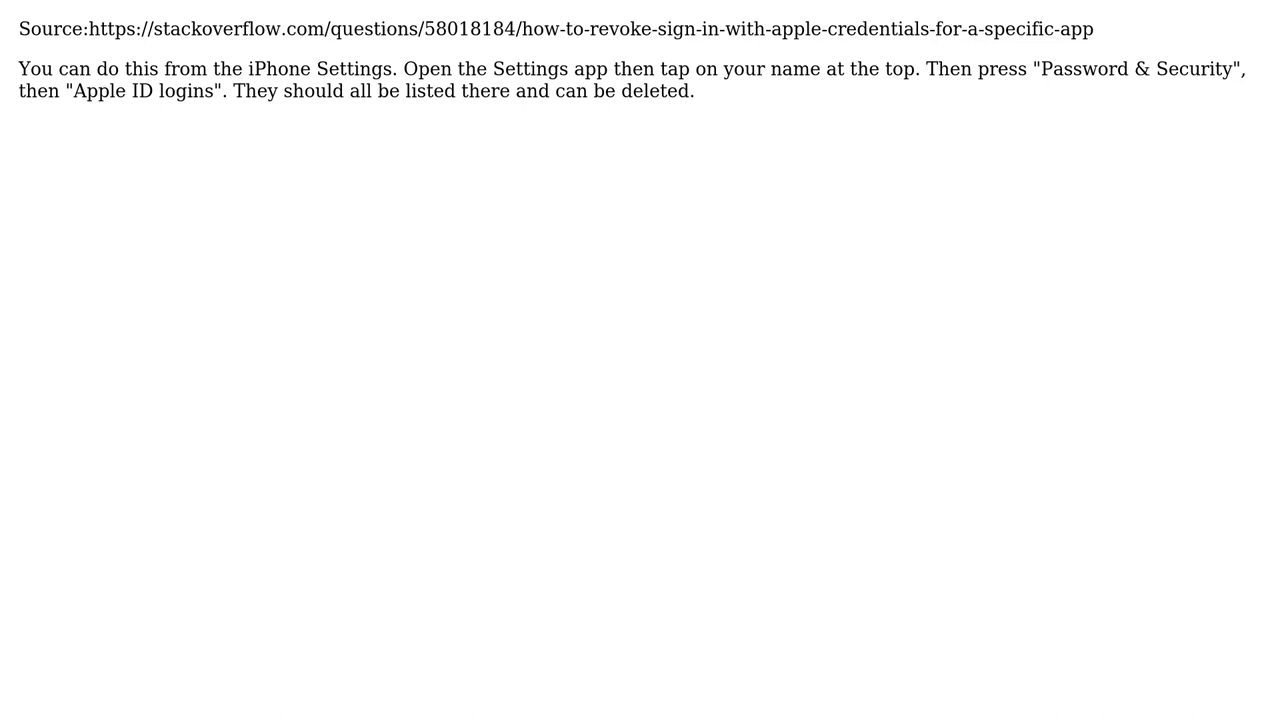 Source:https://stackoverflow.com/questions/58018184/how-to-revoke-sign-in-with-apple-credentials-for-a-specific-app
You can do this from the iPhone Settings. Open the Settings app then tap on your name at the top. Then press "Password & Security",
then "Apple ID logins". They should all be listed there and can be deleted.